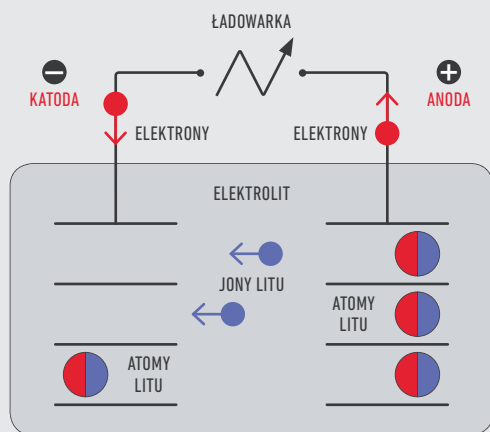 ŁADOWARKA
−
+
KATODA
ANODA
ELEKTRONY
ELEKTRONY
ELEKTROLIT
JONY LITU
ATOMY
LITU
ATOMY
LITU